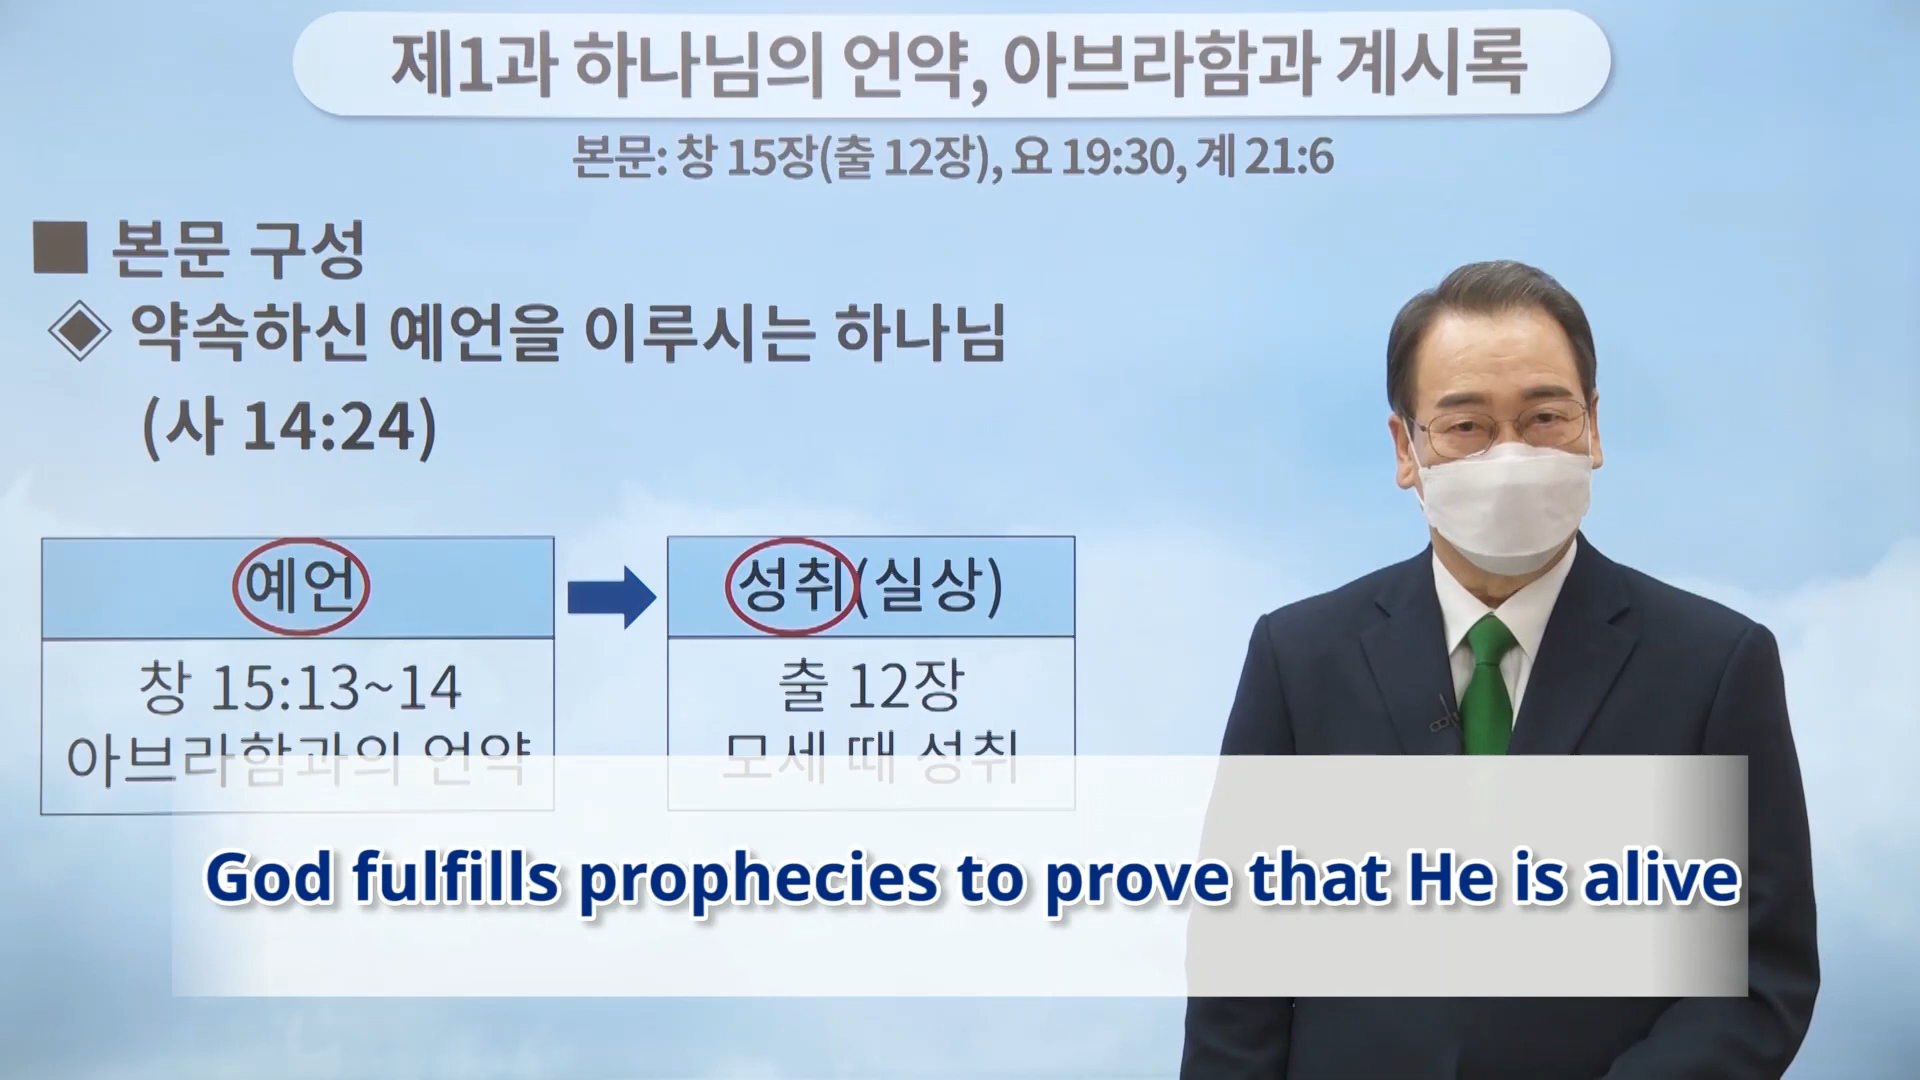 제1과 하나님의 언약, 아브라함과 계시록
본문: 창 15장(출 12장), 요 19:30, 계 21:6
■ 본문 구성
◈ 약속하신 예언을 이루시는 하나님
(사 14:24)
예언
성취(실상)
창 15:13~14
아브라함과의 언약
출 12장
모세 때 성취
God fulfills prophecies to prove that He is alive